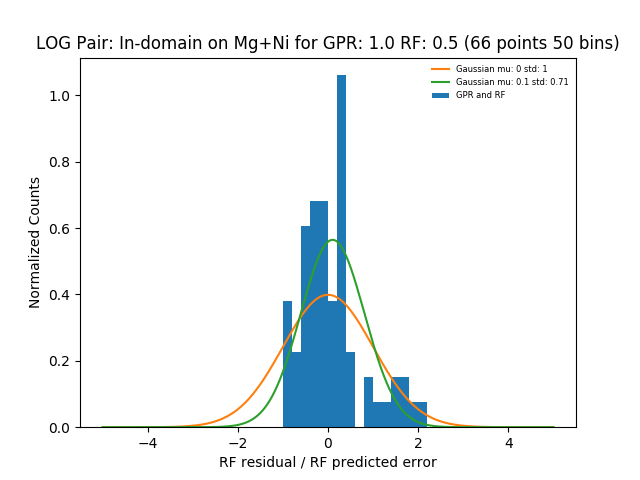 LOG Pair: In-domain on Mg+Ni for GPR: 1.0 RF: 0.5 (66 points 50 bins)
Gaussian mu: 0 std: 1
Gaussian mu: 0.1 std: 0.71
GPR and RF
Normalized Counts
1.0
0.8
0.6
0.4
0.2
0.0
−4 −2 0 2 4
RF residual / RF predicted error